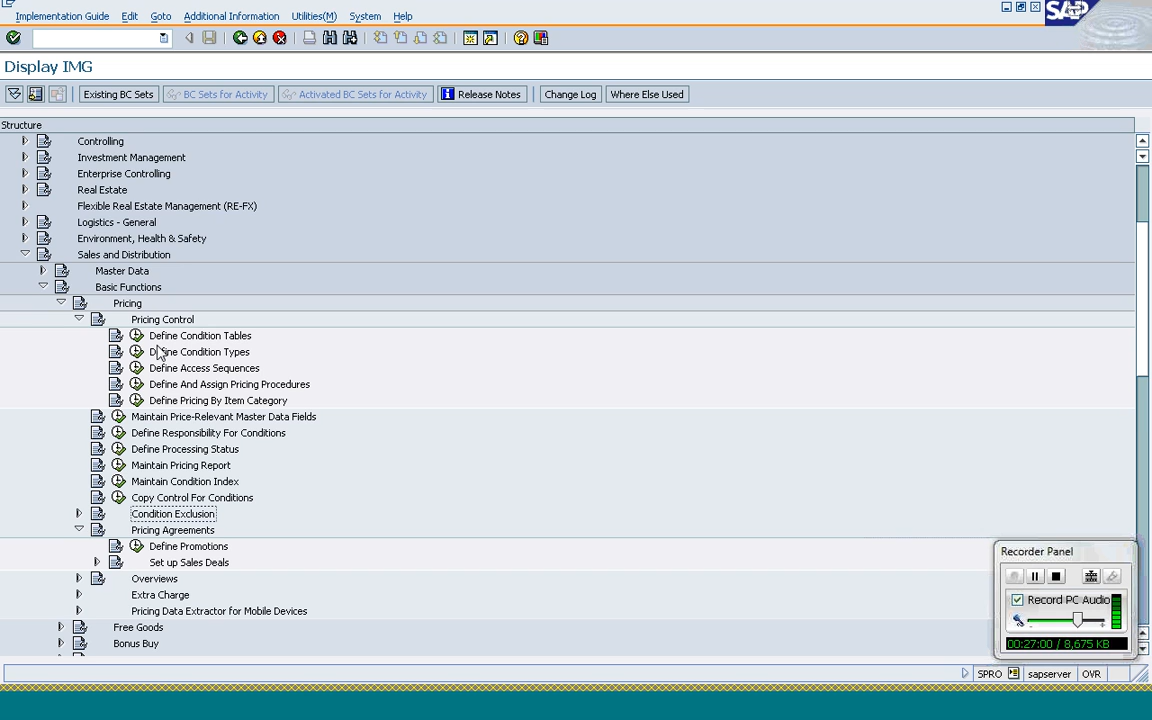 Implementation Guide Edit Goto Additional Information Utilities(M) System Help
SAP
Display IMG
Existing BC Sets BC Sets for Activity Activated BC Sets for Activity Release Notes Change Log Where Else Used
Structure
Controlling
Investment Management
Enterprise Controlling
Real Estate
Flexible Real Estate Management (RE-FX)
Logistics - General
Environment, Health & Safety
Sales and Distribution
Master Data
Basic Functions
Pricing
Pricing Control
Define Condition Tables
Define Condition Types
Define Access Sequences
Define And Assign Pricing Procedures
Define Pricing By Item Category
Maintain Price-Relevant Master Data Fields
Define Responsibility For Conditions
Define Processing Status
Maintain Pricing Report
Maintain Condition Index
Copy Control For Conditions
Condition Exclusion
Pricing Agreements
Define Promotions
Set up Sales Deals
Overviews
Extra Charge
Pricing Data Extractor for Mobile Devices
Free Goods
Bonus Buy
Recorder Panel
Record PC Audio
00:27:00 / 8,675 KB
SPRO sapserver OVR